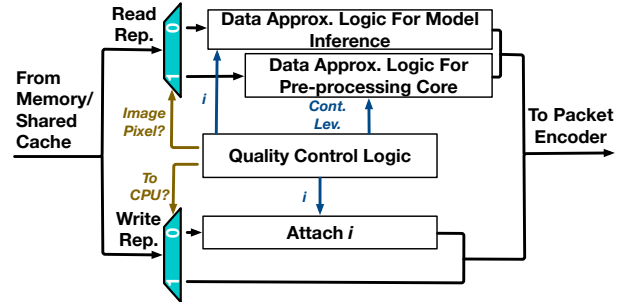 Read
Rep.
0
1
Data Approx. Logic For Model
Inference
Data Approx. Logic For
Pre-processing Core
From
Memory/
Shared
Cache
Image
Pixel?
i
Cont.
Lev.
To Packet
Encoder
Quality Control Logic
To
CPU?
i
Write
Rep.
0
1
Attach i